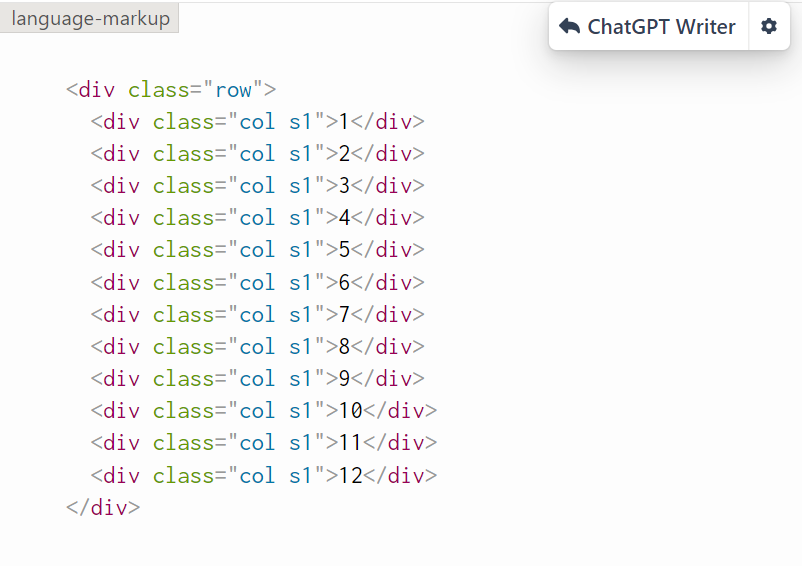 language-markup
ChatGPT Writer
<div class="row">
  <div class="col s1">1</div>
  <div class="col s1">2</div>
  <div class="col s1">3</div>
  <div class="col s1">4</div>
  <div class="col s1">5</div>
  <div class="col s1">6</div>
  <div class="col s1">7</div>
  <div class="col s1">8</div>
  <div class="col s1">9</div>
  <div class="col s1">10</div>
  <div class="col s1">11</div>
  <div class="col s1">12</div>
</div>